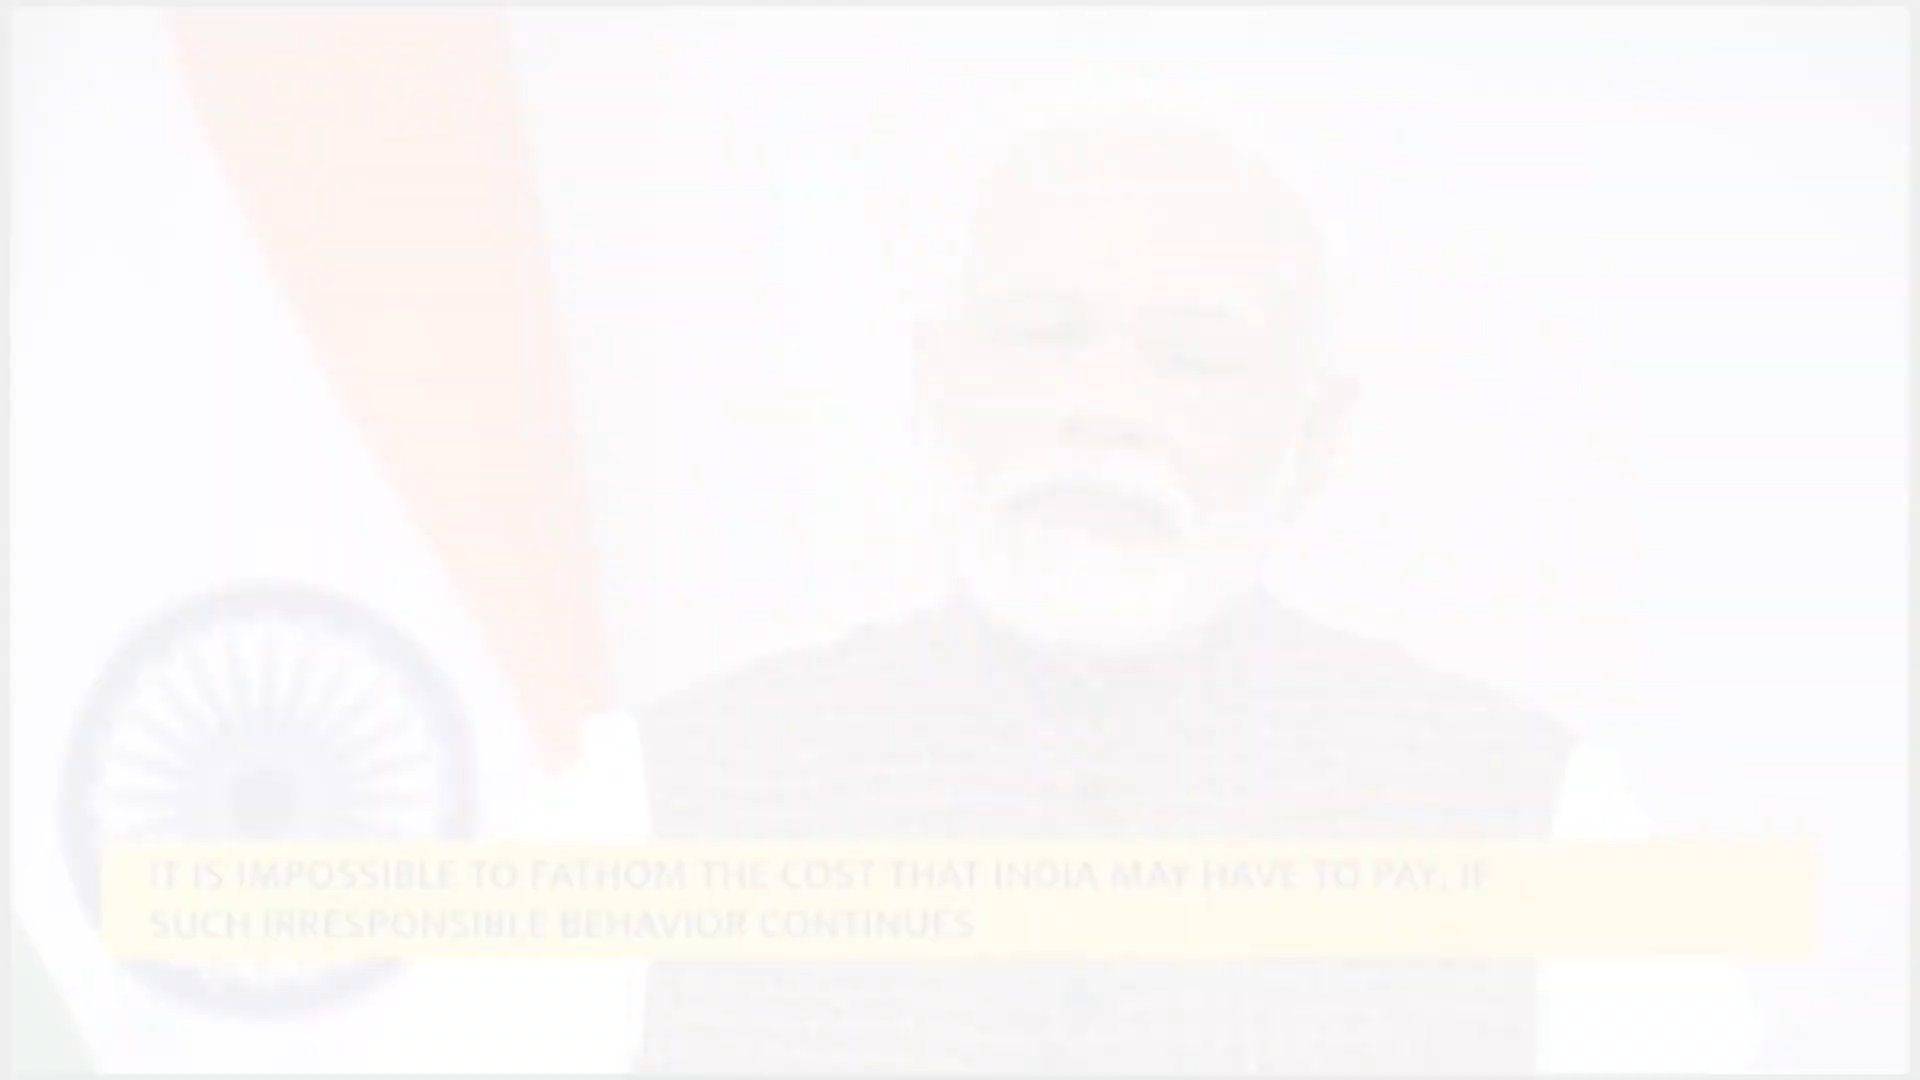 IT IS IMPOSSIBLE TO FATHOM THE COST THAT INDIA MAY HAVE TO PAY, IF
SUCH IRRESPONSIBLE BEHAVIOR CONTINUES